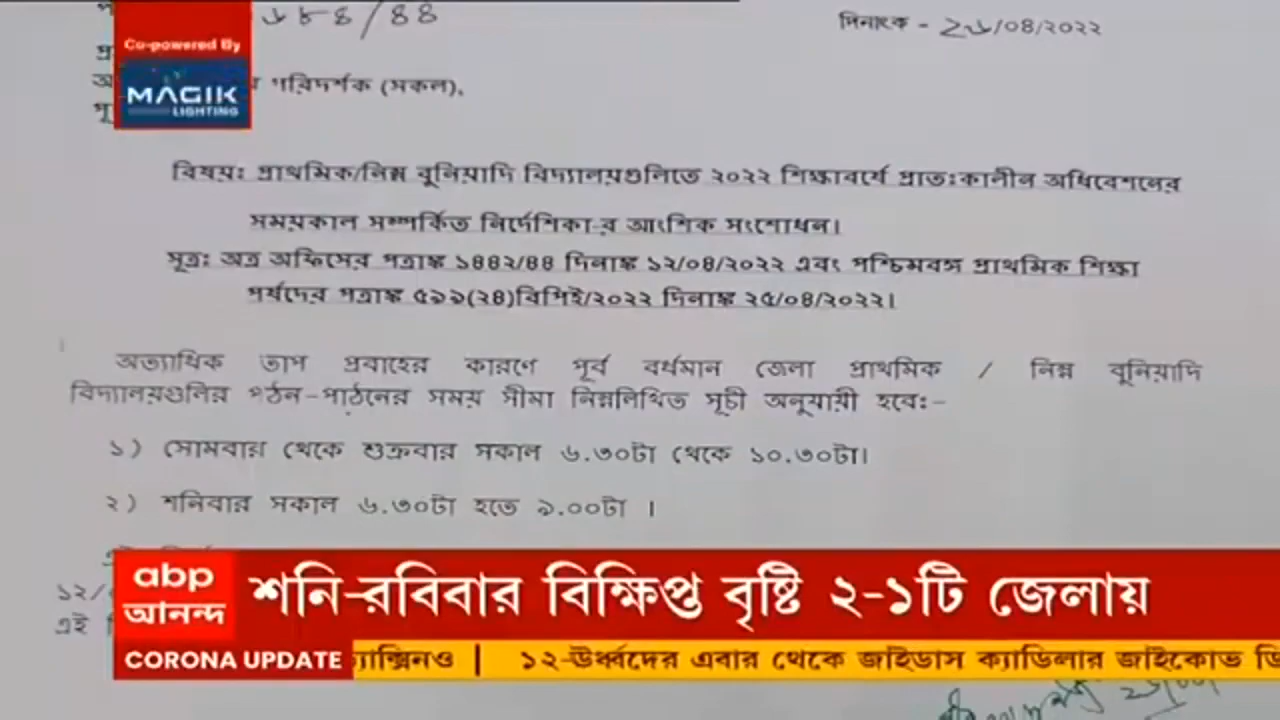 দিনাংক - ২৬/০৪/২০২২
Co-powered By
MAGIK
LIGHTING
পরিদর্শক (সকল),
বিষয়ঃ প্রাথমিক/নিম্ন বুনিয়াদি বিদ্যালয়গুলিতে ২০২২ শিক্ষাবর্ষে প্রাতঃকালীন অধিবেশনের
সময়কাল সম্পর্কিত নির্দেশিকা-র আংশিক সংশোধন।
সূত্রঃ অত্র অফিসের পত্রাঙ্ক ১৪৪২/৪৪ দিনাঙ্ক ১২/০৪/২০২২ এবং পশ্চিমবঙ্গ প্রাথমিক শিক্ষা
পর্ষদের পত্রাঙ্ক ৫৯৯(২৪)বিপিই/২০২২ দিনাঙ্ক ২৫/০৪/২০২২।
অত্যাধিক তাপ প্রবাহের কারণে পূর্ব বর্ধমান জেলা প্রাথমিক / নিম্ন বুনিয়াদি
বিদ্যালয়গুলির পঠন-পাঠনের সময় সীমা নিম্নলিখিত সূচী অনুযায়ী হবেঃ-
১) সোমবার থেকে শুক্রবার সকাল ৬.৩০টা থেকে ১০.৩০টা।
২) শনিবার সকাল ৬.৩০টা হতে ৯.০০টা ।
এই
abp
আনন্দ
শনি-রবিবার বিক্ষিপ্ত বৃষ্টি ২-১টি জেলায়
CORONA UPDATE
| ১২-ঊর্ধ্বদের এবার থেকে জাইডাস ক্যাডিলার জাইকোভ ডি